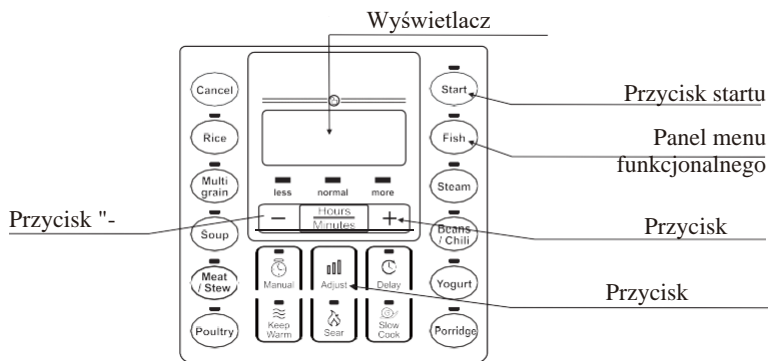 Wyświetlacz
Cancel
Start
Przycisk startu
Rice
Fish
Panel menu
funkcjonalnego
Multi
grain
less normal more
Steam
Przycisk "-
Hours
Minutes
− +
Soup
Beans
/ Chili
Przycisk
Meat
/ Stew
Manual
Adjust
Delay
Yogurt
Przycisk
Poultry
Keep
Warm
Sear
Slow
Cook
Porridge